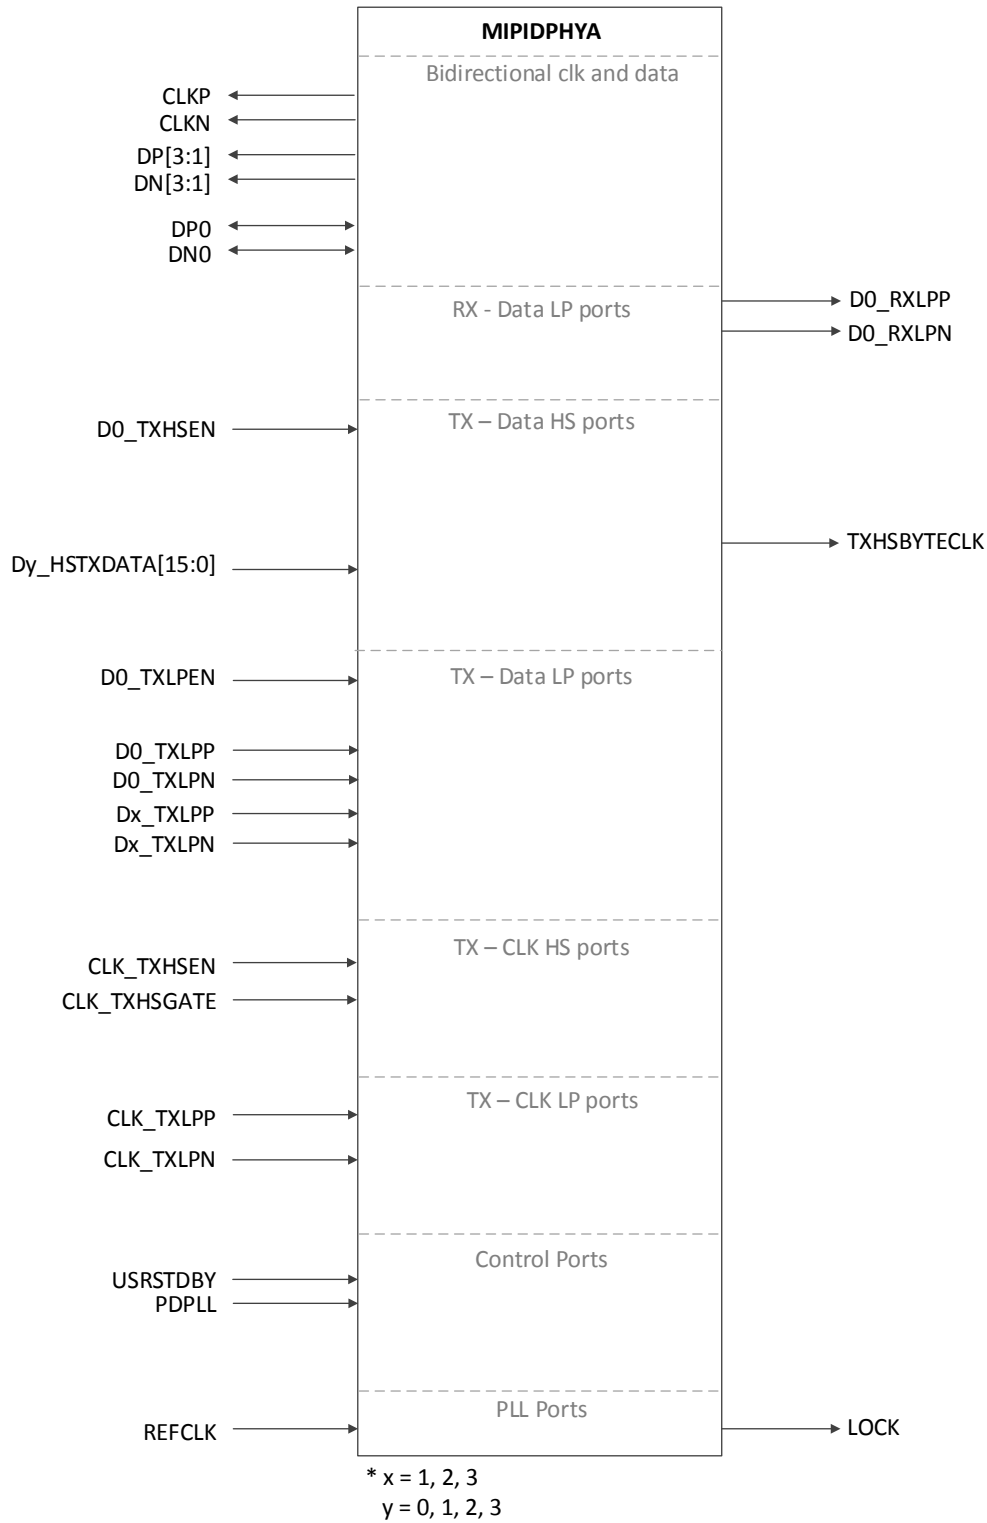 MIPIDPHYA
Bidirectional clk and data
CLKP
CLKN
DP[3:1]
DN[3:1]
DP0
DN0
RX - Data LP ports
D0_RXLPP
D0_RXLPN
TX – Data HS ports
D0_TXHSEN
TXHSBYTECLK
Dy_HSTXDATA[15:0]
TX – Data LP ports
D0_TXLPEN
D0_TXLPP
D0_TXLPN
Dx_TXLPP
Dx_TXLPN
TX – CLK HS ports
CLK_TXHSEN
CLK_TXHSGATE
TX – CLK LP ports
CLK_TXLPP
CLK_TXLPN
Control Ports
USRSTDBY
PDPLL
PLL Ports
REFCLK
LOCK
* x = 1, 2, 3
y = 0, 1, 2, 3